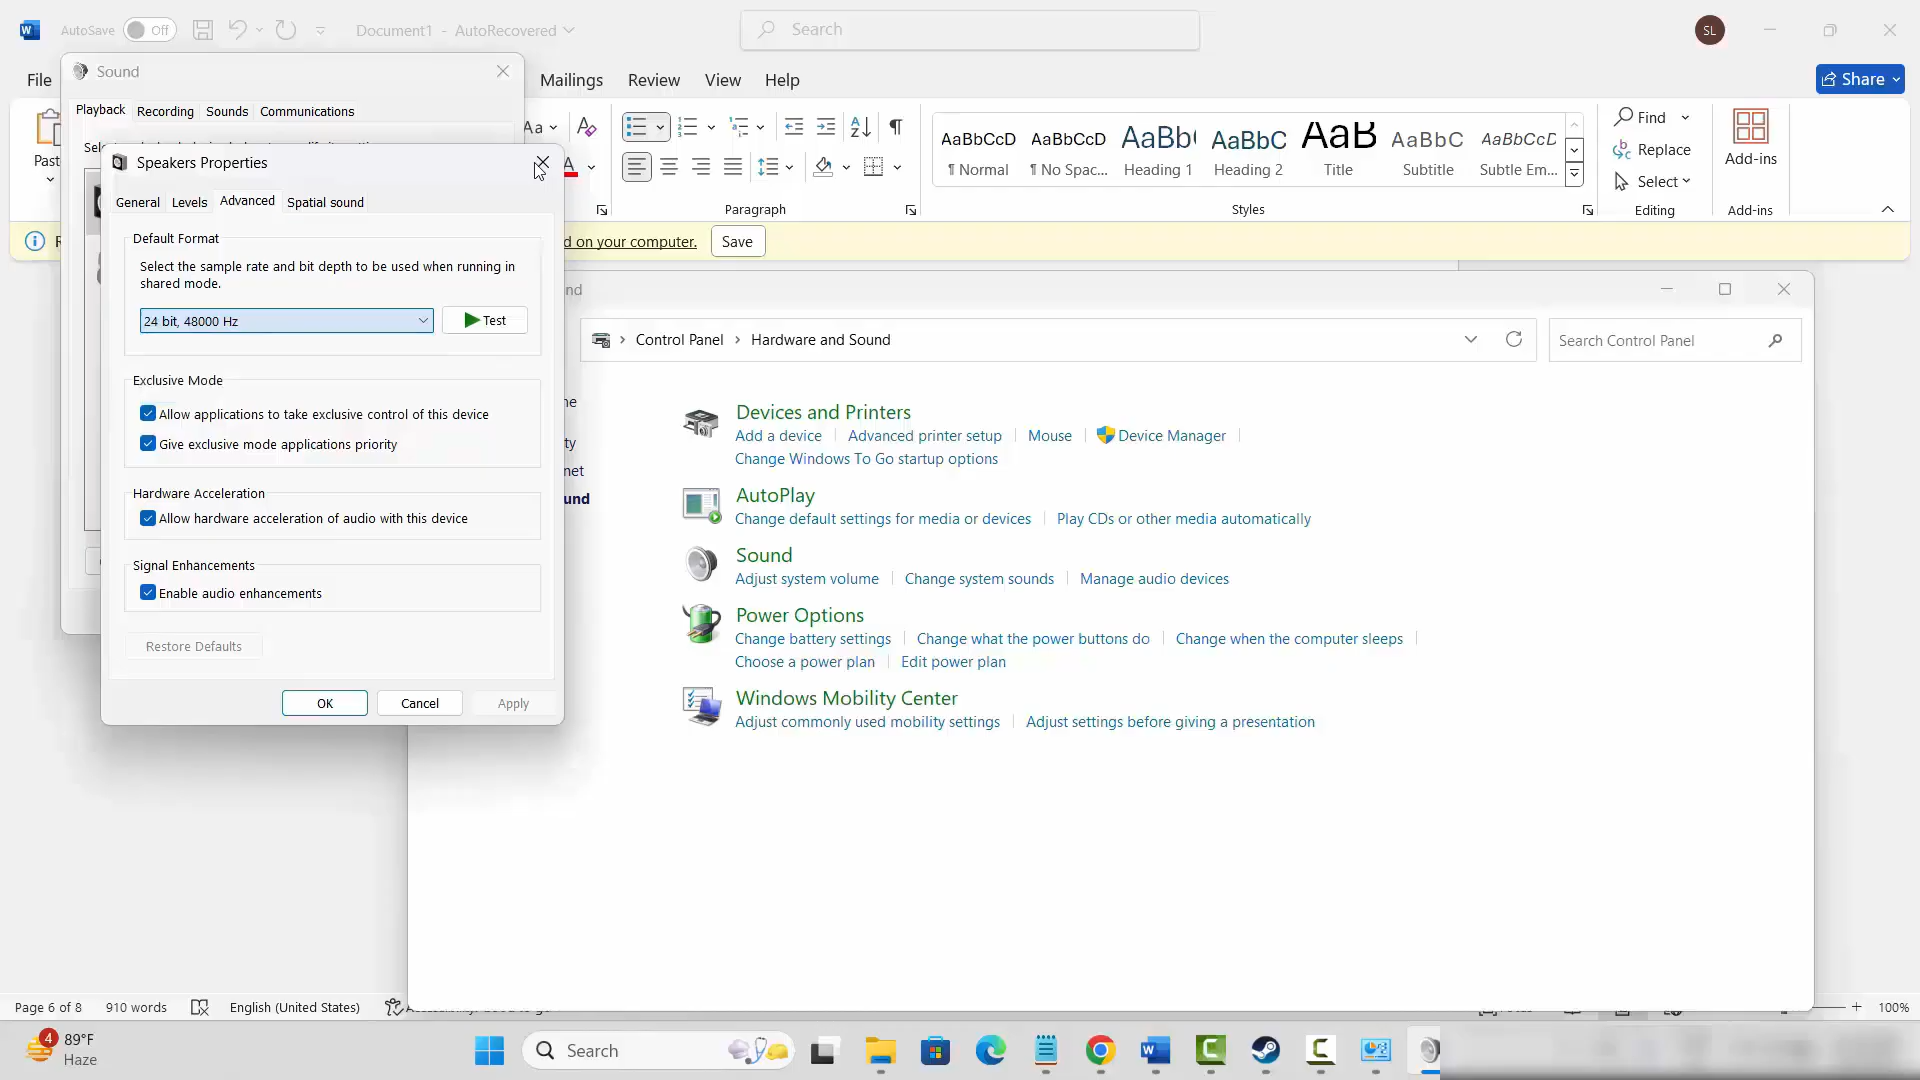 AutoSave Off Document1 - AutoRecovered
Search
SL
File Mailings Review View Help Share
Sound
Playback Recording Sounds Communications
Aa
Find
Replace
Select
Editing
Add-ins
Add-ins
AaBbCcD AaBbCcD AaBb( AaBbCc AaB AaBbCcC AaBbCcC
¶ Normal ¶ No Spac... Heading 1 Heading 2 Title Subtitle Subtle Em...
Paragraph Styles
d on your computer. Save
Speakers Properties
General Levels Advanced Spatial sound
Default Format
Select the sample rate and bit depth to be used when running in
shared mode.
24 bit, 48000 Hz Test
Exclusive Mode
Allow applications to take exclusive control of this device
Give exclusive mode applications priority
Hardware Acceleration
Allow hardware acceleration of audio with this device
Signal Enhancements
Enable audio enhancements
Restore Defaults
OK Cancel Apply
nd
Control Panel Hardware and Sound
Search Control Panel
ne
ty
net
und
Devices and Printers
Add a device Advanced printer setup Mouse Device Manager
Change Windows To Go startup options
AutoPlay
Change default settings for media or devices Play CDs or other media automatically
Sound
Adjust system volume Change system sounds Manage audio devices
Power Options
Change battery settings Change what the power buttons do Change when the computer sleeps
Choose a power plan Edit power plan
Windows Mobility Center
Adjust commonly used mobility settings Adjust settings before giving a presentation
Page 6 of 8 910 words English (United States) 100%
4 89°F
Haze
Search